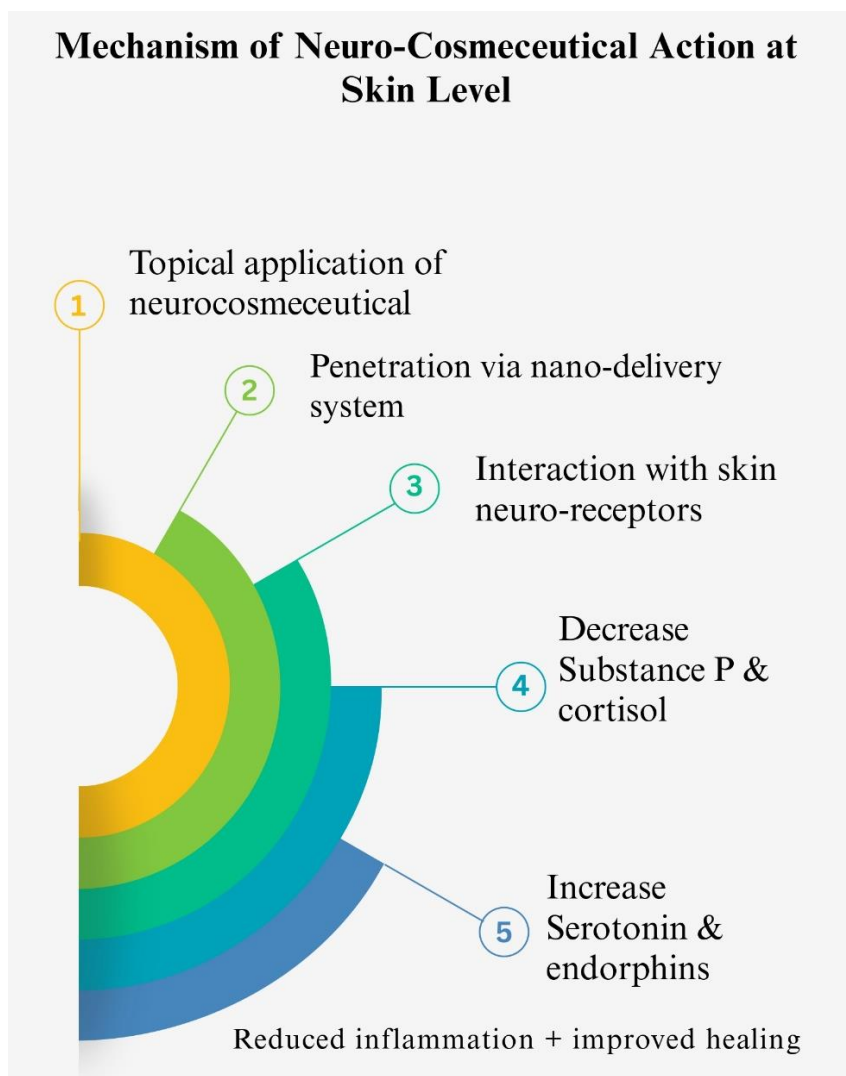 Mechanism of Neuro-Cosmeceutical Action at
Skin Level
1
Topical application of
neurocosmeceutical
2
Penetration via nano-delivery
system
3
Interaction with skin
neuro-receptors
4
Decrease
Substance P &
cortisol
5
Increase
Serotonin &
endorphins
Reduced inflammation + improved healing